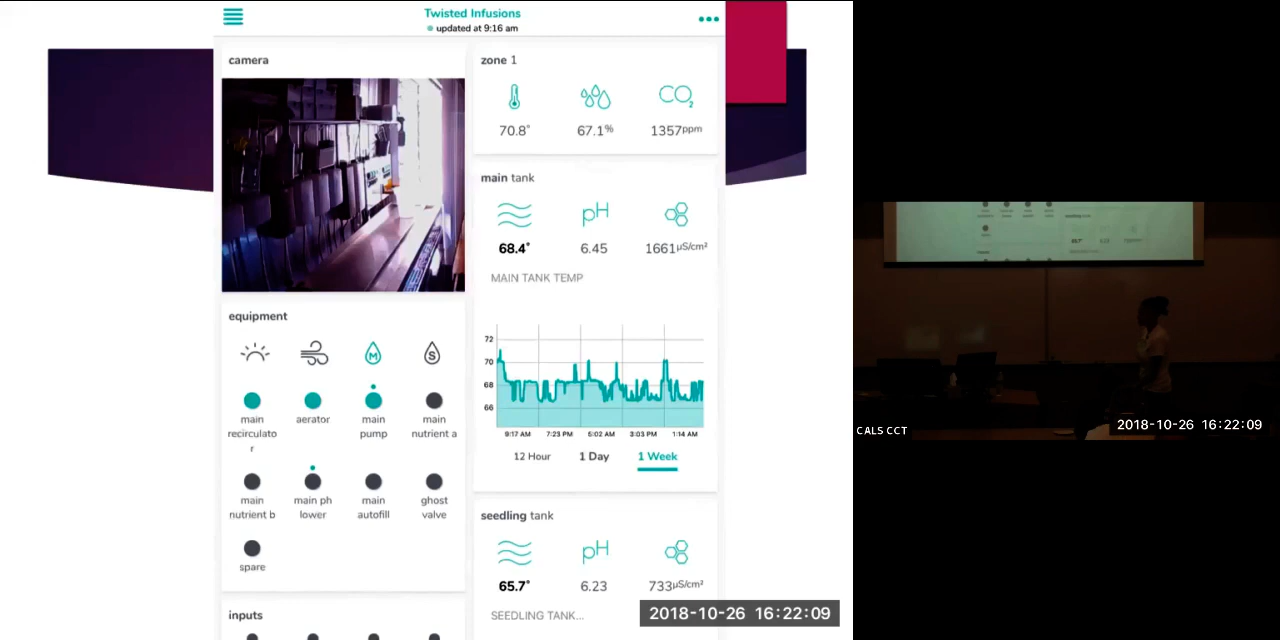 Twisted Infusions
updated at 9:16 am
camera
equipment
M
S
main
recirculato
r
aerator
main
pump
main
nutrient a
main
nutrient b
main ph
lower
main
autofill
ghost
valve
spare
inputs
zone 1
CO2
70.8°
67.1%
1357ppm
main tank
pH
68.4°
6.45
1661µS/cm²
MAIN TANK TEMP
72
70
68
66
9:17 AM 7:23 PM 5:02 AM 3:03 PM 1:14 AM
12 Hour 1 Day 1 Week
seedling tank
pH
65.7°
6.23
733µS/cm²
SEEDLING TANK...
2018-10-26 16:22:09
CALS CCT
2018-10-26 16:22:09